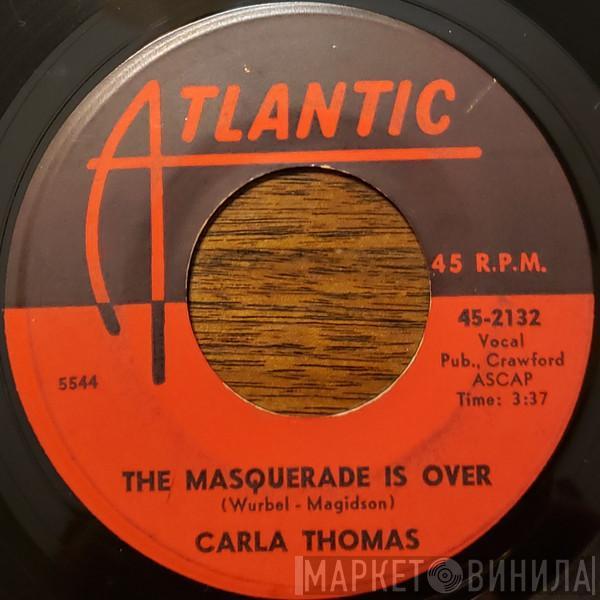 ATLANTIC
45 R.P.M.
45-2132
Vocal
Pub., Crawford
ASCAP
Time: 3:37
5544
THE MASQUERADE IS OVER
(Wurbel - Magidson)
CARLA THOMAS
МАРКЕТ ВИНИЛА